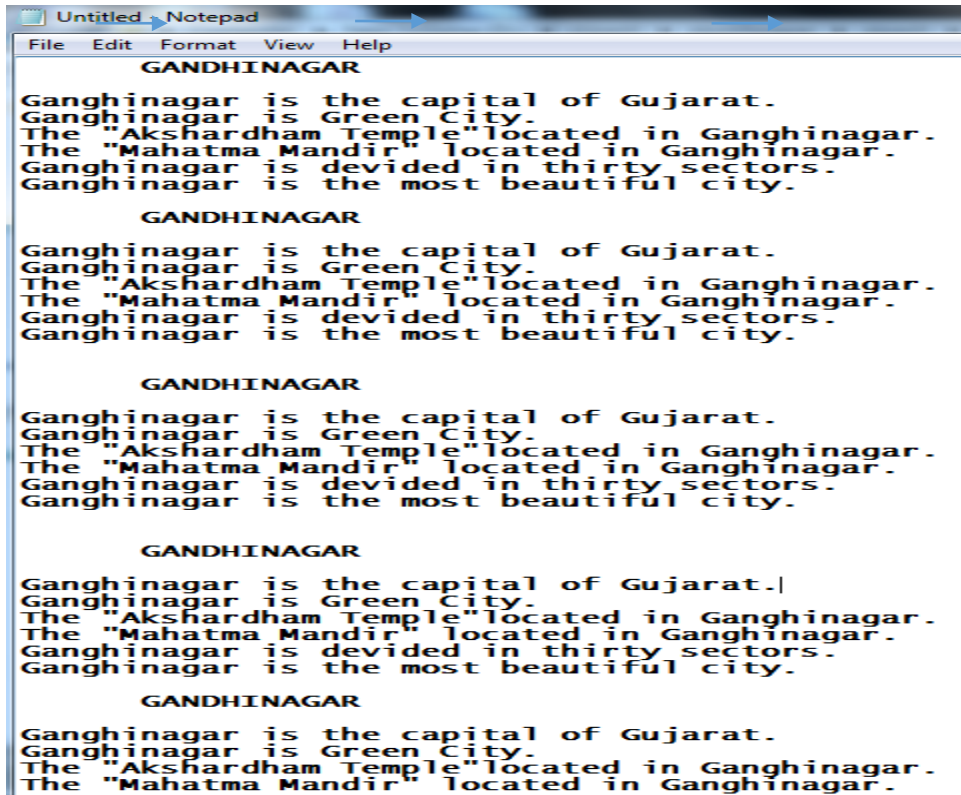 Untitled - Notepad
File Edit Format View Help
GANDHINAGAR
Ganghinagar is the capital of Gujarat.
Ganghinagar is Green City.
The "Akshardham Temple"located in Ganghinagar.
The "Mahatma Mandir" located in Ganghinagar.
Ganghinagar is devided in thirty sectors.
Ganghinagar is the most beautiful city.
GANDHINAGAR
Ganghinagar is the capital of Gujarat.
Ganghinagar is Green City.
The "Akshardham Temple"located in Ganghinagar.
The "Mahatma Mandir" located in Ganghinagar.
Ganghinagar is devided in thirty sectors.
Ganghinagar is the most beautiful city.
GANDHINAGAR
Ganghinagar is the capital of Gujarat.
Ganghinagar is Green City.
The "Akshardham Temple"located in Ganghinagar.
The "Mahatma Mandir" located in Ganghinagar.
Ganghinagar is devided in thirty sectors.
Ganghinagar is the most beautiful city.
GANDHINAGAR
Ganghinagar is the capital of Gujarat.
Ganghinagar is Green City.
The "Akshardham Temple"located in Ganghinagar.
The "Mahatma Mandir" located in Ganghinagar.
Ganghinagar is devided in thirty sectors.
Ganghinagar is the most beautiful city.
GANDHINAGAR
Ganghinagar is the capital of Gujarat.
Ganghinagar is Green City.
The "Akshardham Temple"located in Ganghinagar.
The "Mahatma Mandir" located in Ganghinagar.